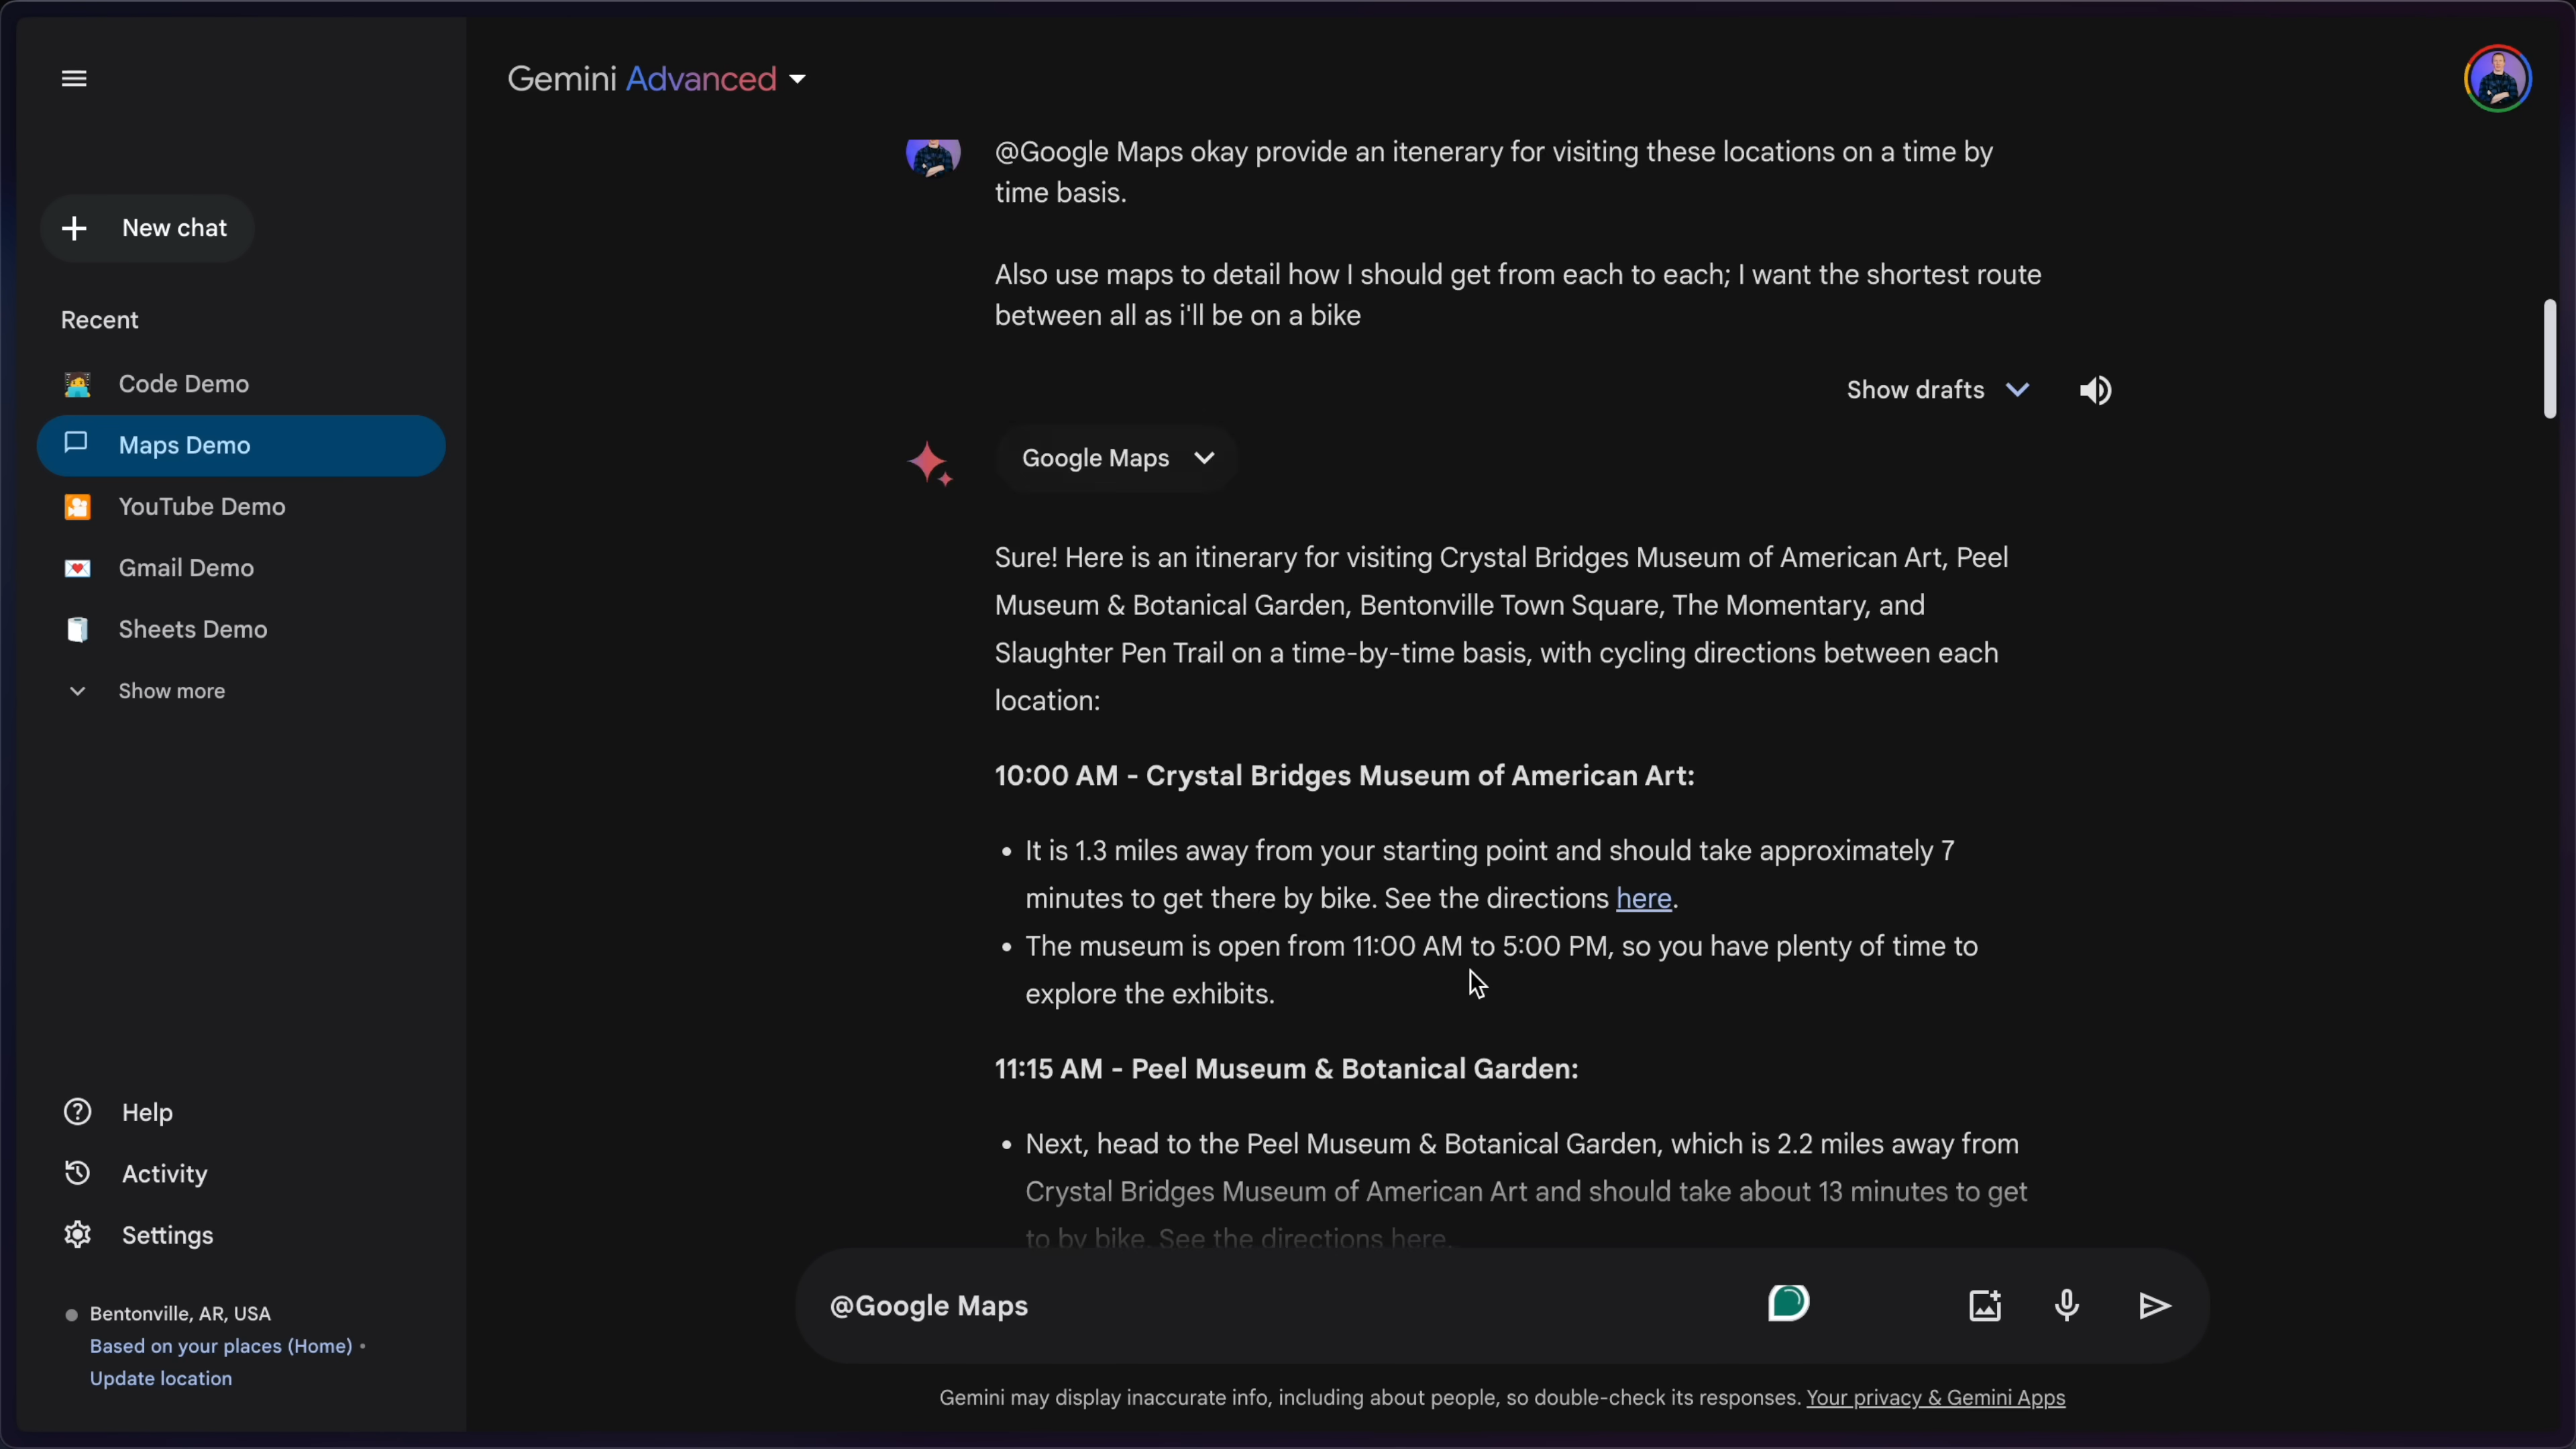 Gemini Advanced
New chat
Recent
Code Demo
Maps Demo
YouTube Demo
Gmail Demo
Sheets Demo
Show more
Help
Activity
Settings
Bentonville, AR, USA
Based on your places (Home) •
Update location
@Google Maps okay provide an itenerary for visiting these locations on a time by
time basis.
Also use maps to detail how I should get from each to each; I want the shortest route
between all as i'll be on a bike
Show drafts
Google Maps
Sure! Here is an itinerary for visiting Crystal Bridges Museum of American Art, Peel
Museum & Botanical Garden, Bentonville Town Square, The Momentary, and
Slaughter Pen Trail on a time-by-time basis, with cycling directions between each
location:
10:00 AM - Crystal Bridges Museum of American Art:
• It is 1.3 miles away from your starting point and should take approximately 7
minutes to get there by bike. See the directions here.
• The museum is open from 11:00 AM to 5:00 PM, so you have plenty of time to
explore the exhibits.
11:15 AM - Peel Museum & Botanical Garden:
• Next, head to the Peel Museum & Botanical Garden, which is 2.2 miles away from
Crystal Bridges Museum of American Art and should take about 13 minutes to get
to by bike. See the directions here.
@Google Maps
Gemini may display inaccurate info, including about people, so double-check its responses. Your privacy & Gemini Apps